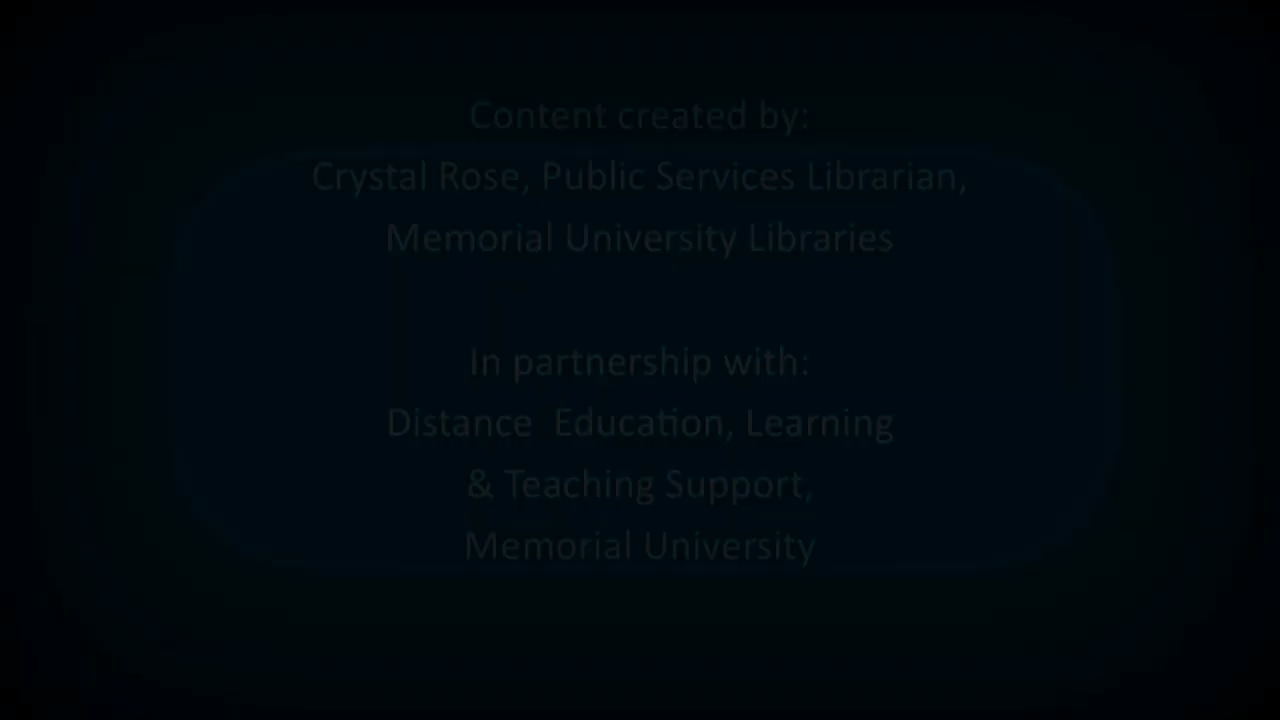 Content created by:
Crystal Rose, Public Services Librarian,
Memorial University Libraries
In partnership with:
Distance Education, Learning
& Teaching Support,
Memorial University